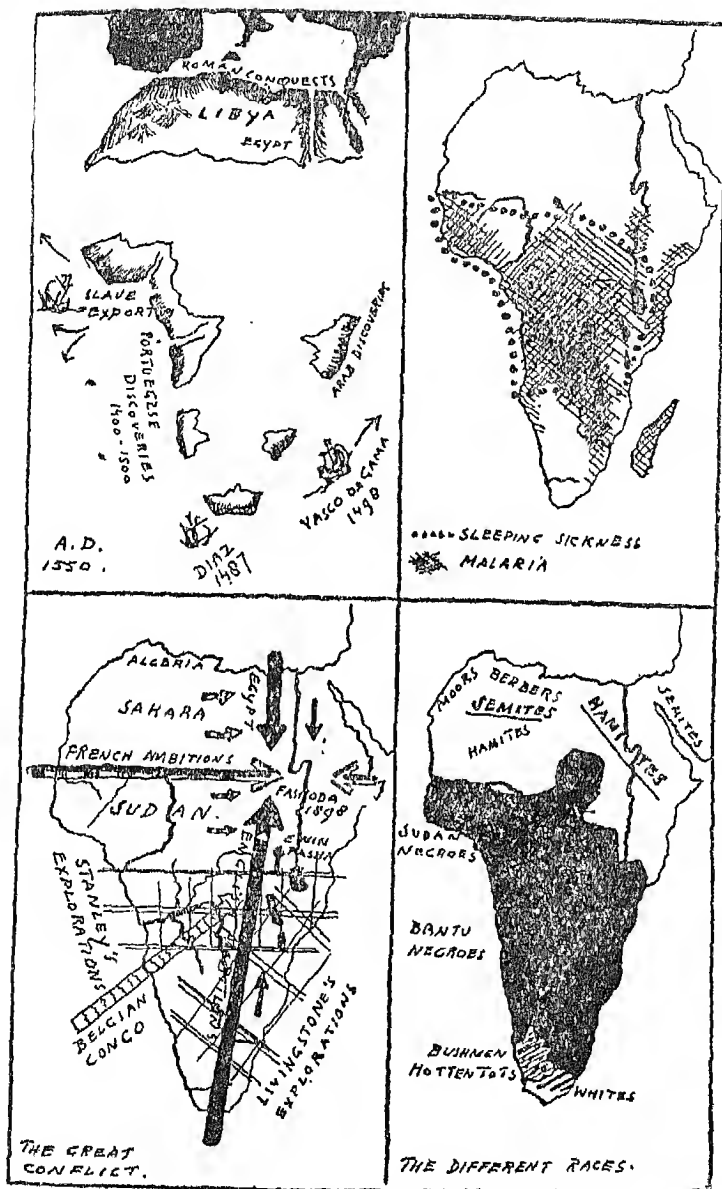 ROMAN CONQUESTS
LIBYA
EGYPT
SLAVE
EXPORT
PORTUEGESE
DISCOVERIES
1400-1500
ARAB DISCOVERIES
VASCO DA GAMA
1498
DIAZ
1487
A.D.
1550.
SLEEPING SICKNESS
MALARIA
ALGERIA
EGYPT
SAHARA
FRENCH AMBITIONS
FASHODA
1898
SUDAN.
EMIN
PASHA
STANLEY'S
EXPLORATIONS
BELGIAN
CONGO
LIVINGSTONE'S
EXPLORATIONS
THE GREAT
CONFLICT.
MOORS BERBERS
SEMITES
HAMITES
HAMITES
SEMITES
SUDAN
NEGROES
BANTU
NEGROES
BUSHMEN
HOTTENTOTS
WHITES
THE DIFFERENT RACES.